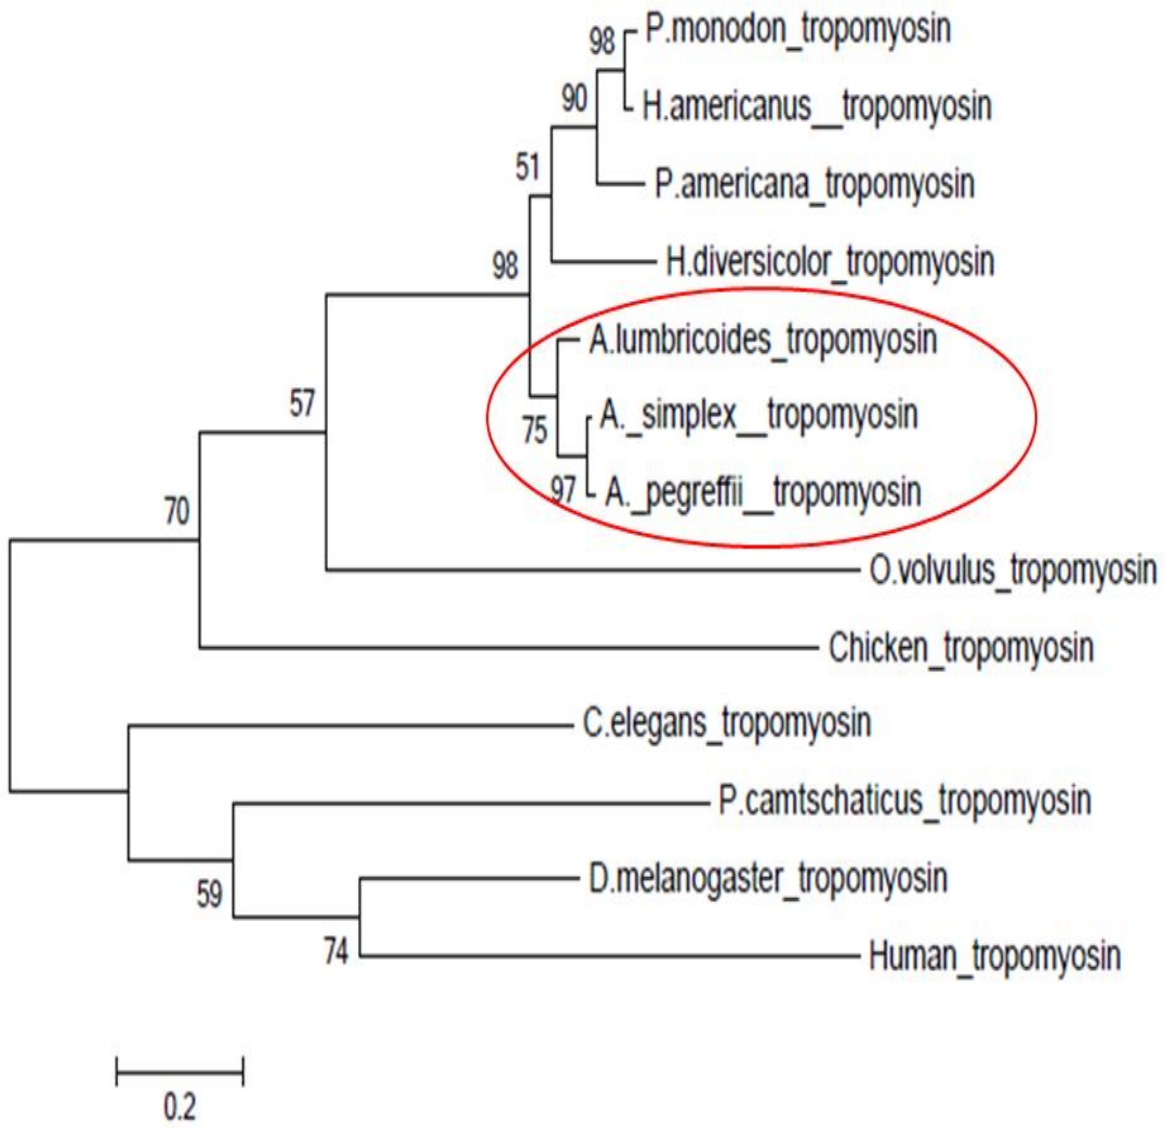 98
P.monodon_tropomyosin
90
H.americanus__tropomyosin
51
P.americana_tropomyosin
98
H.diversicolor_tropomyosin
A.lumbricoides_tropomyosin
57
75
A._simplex__tropomyosin
97
A._pegreffii__tropomyosin
70
O.volvulus_tropomyosin
Chicken_tropomyosin
C.elegans_tropomyosin
P.camtschaticus_tropomyosin
59
D.melanogaster_tropomyosin
74
Human_tropomyosin
0.2